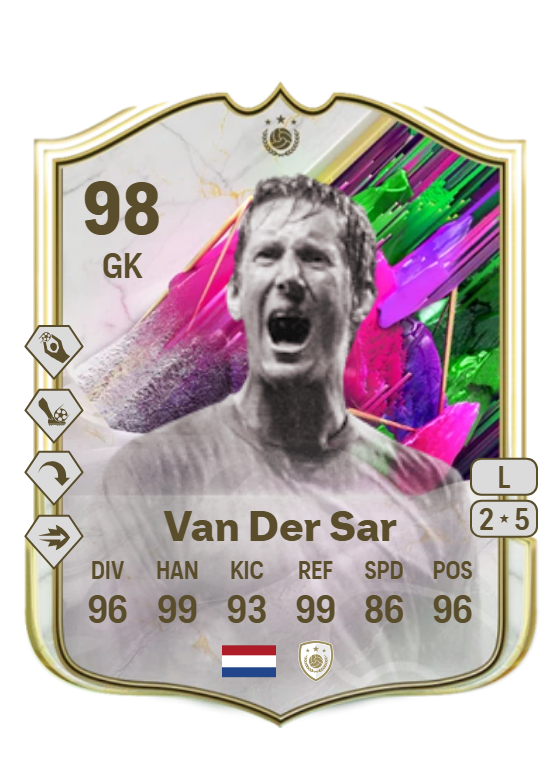 98
GK
L
2★5
Van Der Sar
DIV HAN KIC REF SPD POS
96 99 93 99 86 96